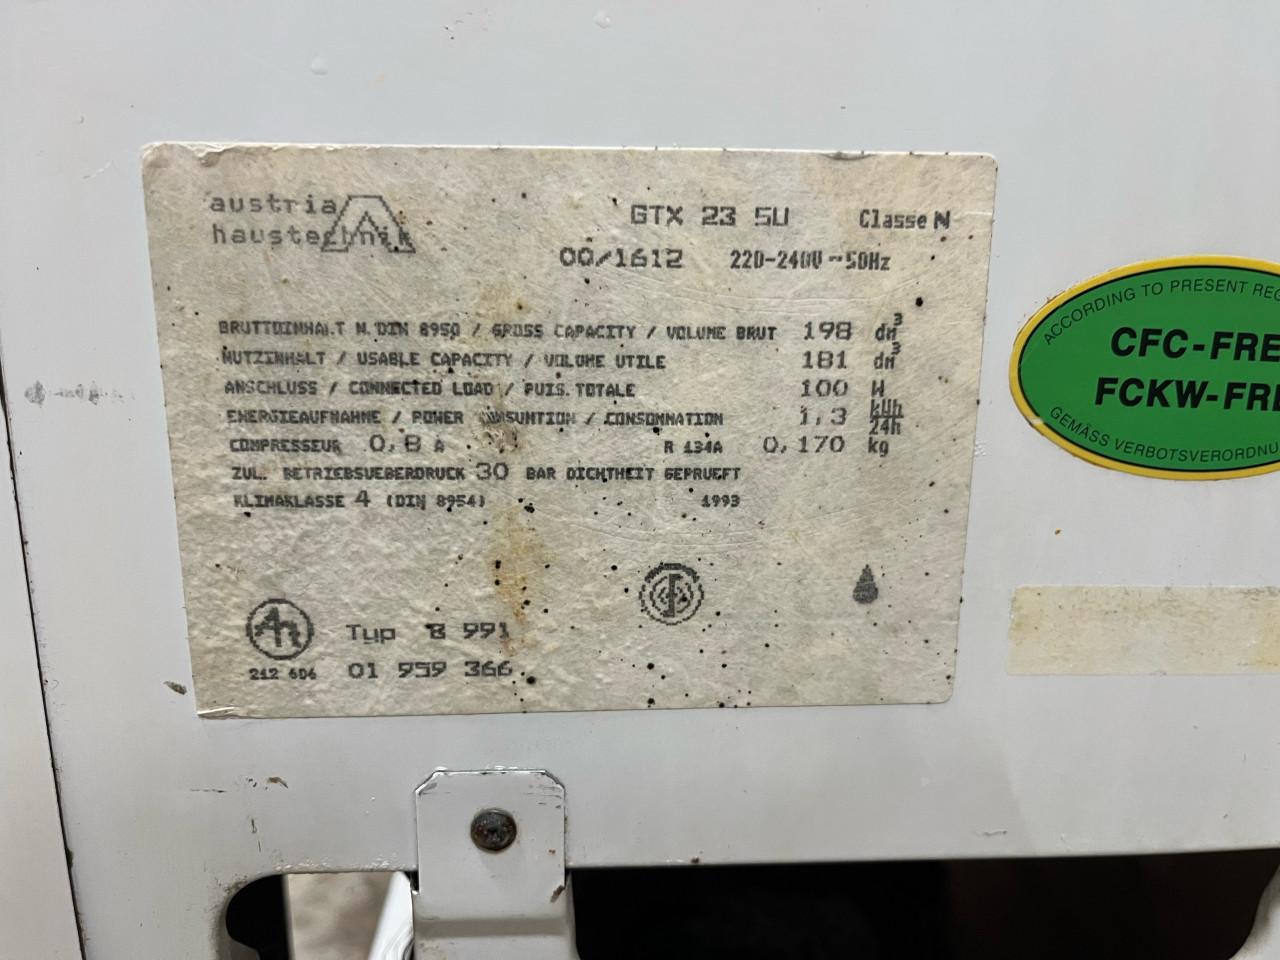 austria
haustechnik
GTX 23 SU Classe N
00/1612 220-240V ~ 50Hz
BRUTTOINHALT N.DIN 8950 / GROSS CAPACITY / VOLUME BRUT 198 dm³
NUTZINHALT / USABLE CAPACITY / VOLUME UTILE 181 dm³
ANSCHLUSS / CONNECTED LOAD / PUIS.TOTALE 100 W
ENERGIEAUFNAHME / POWER CONSUMTION / CONSOMMATION 1,3 kWh/24h
COMPRESSEUR 0,8 A R 134A 0,170 kg
ZUL. BETRIEBSUEBERDRUCK 30 BAR DICHTHEIT GEPRUEFT
KLIMAKLASSE 4 (DIN 8954) 1993
Typ 8 991
212 606 01 959 366
ACCORDING TO PRESENT REG
CFC-FRE
FCKW-FRE
GEMÄSS VERBOTSVERORDNU